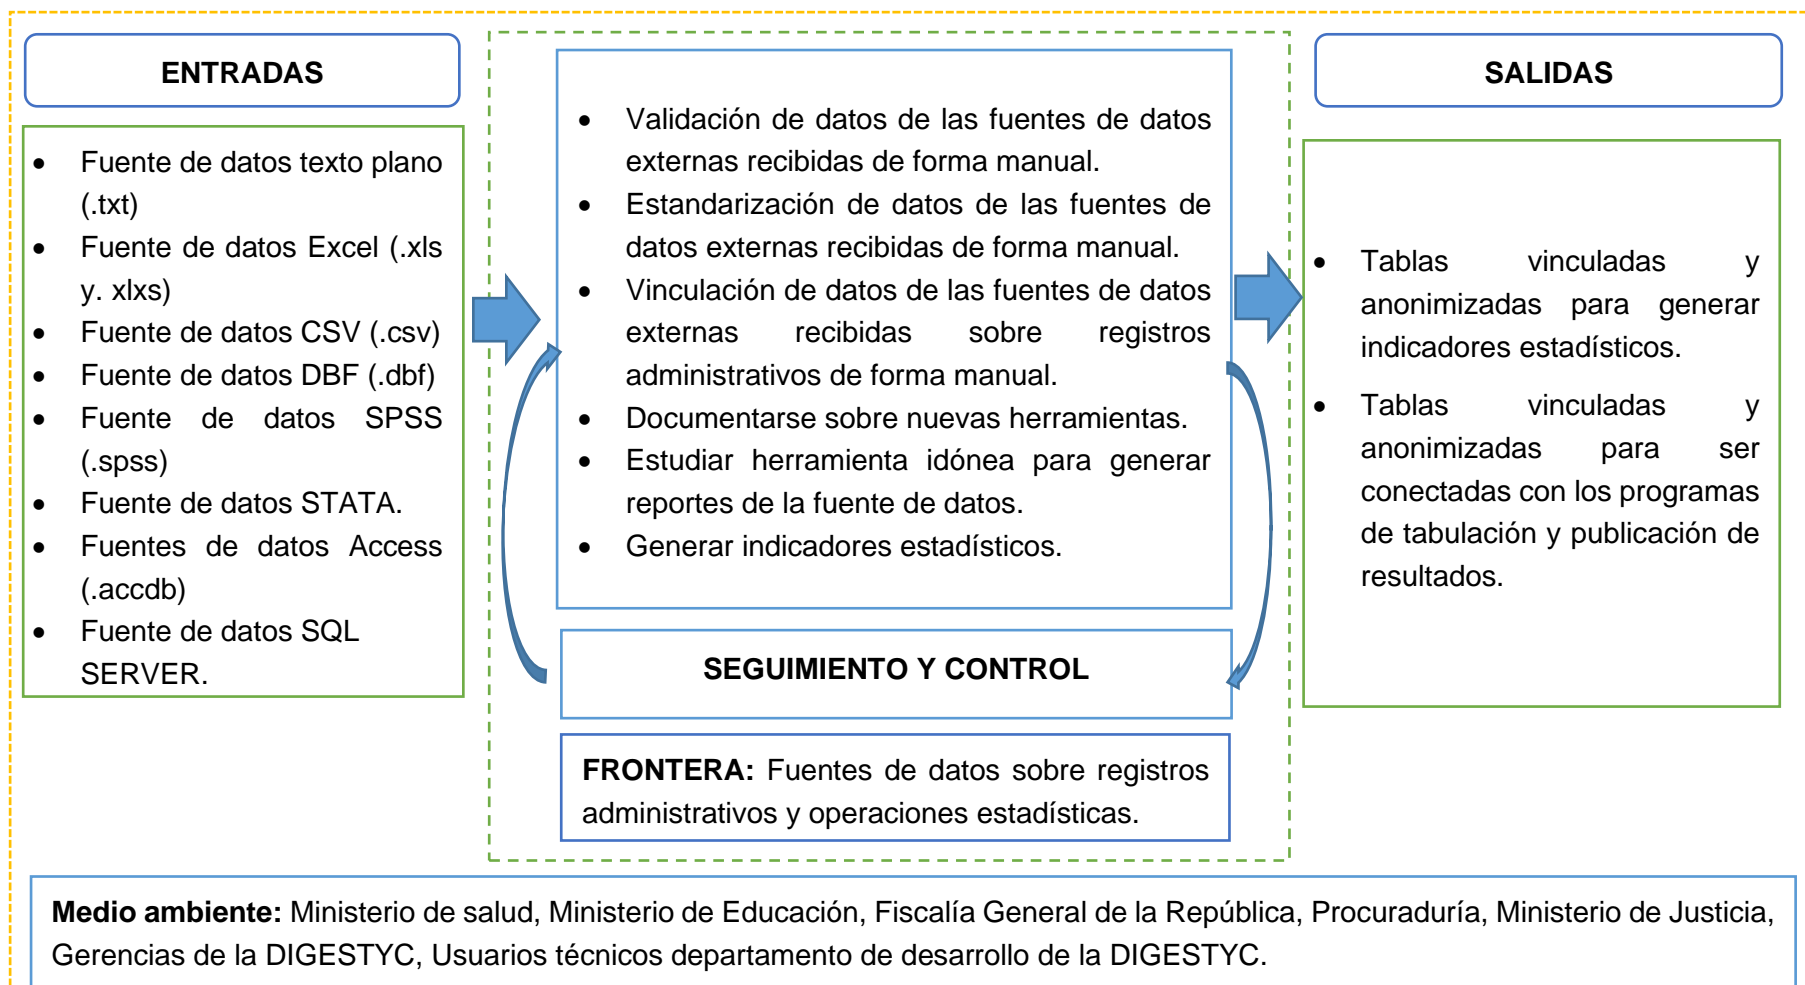 ENTRADAS
• Fuente de datos texto plano
(.txt)
• Fuente de datos Excel (.xls
y. xlxs)
• Fuente de datos CSV (.csv)
• Fuente de datos DBF (.dbf)
• Fuente de datos SPSS
(.spss)
• Fuente de datos STATA.
• Fuentes de datos Access
(.accdb)
• Fuente de datos SQL
SERVER.
• Validación de datos de las fuentes de datos
externas recibidas de forma manual.
• Estandarización de datos de las fuentes de
datos externas recibidas de forma manual.
• Vinculación de datos de las fuentes de datos
externas recibidas sobre registros
administrativos de forma manual.
• Documentarse sobre nuevas herramientas.
• Estudiar herramienta idónea para generar
reportes de la fuente de datos.
• Generar indicadores estadísticos.
SEGUIMIENTO Y CONTROL
FRONTERA: Fuentes de datos sobre registros
administrativos y operaciones estadísticas.
SALIDAS
• Tablas vinculadas y
anonimizadas para generar
indicadores estadísticos.
• Tablas vinculadas y
anonimizadas para ser
conectadas con los programas
de tabulación y publicación de
resultados.
Medio ambiente: Ministerio de salud, Ministerio de Educación, Fiscalía General de la República, Procuraduría, Ministerio de Justicia,
Gerencias de la DIGESTYC, Usuarios técnicos departamento de desarrollo de la DIGESTYC.